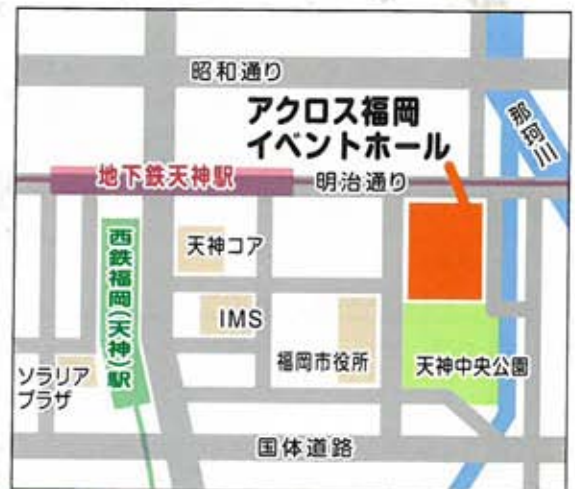 昭和通り
アクロス福岡
イベントホール
那珂川
地下鉄天神駅
明治通り
西鉄福岡(天神)駅
天神コア
IMS
福岡市役所
天神中央公園
ソラリア
プラザ
国体道路